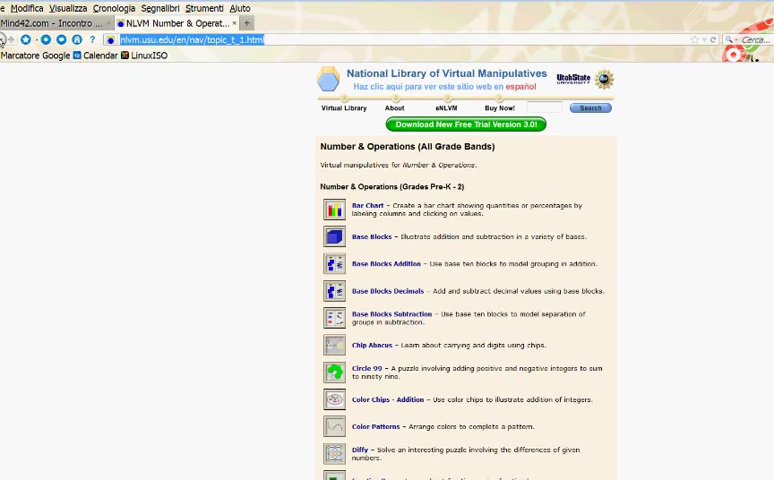 e Modifica Visualizza Cronologia Segnalibri Strumenti Aiuto
Mind42.com - Incontro ... × NLVM Number & Operat... × +
nlvm.usu.edu/en/nav/topic_t_1.html Cerca...
Marcatore Google Calendar LinuxISO
National Library of Virtual Manipulatives UtahState UNIVERSITY
Haz clic aquí para ver este sitio web en español
Virtual Library About eNLVM Buy Now! Search
Download New Free Trial Version 3.0!
Number & Operations (All Grade Bands)
Virtual manipulatives for Number & Operations.
Number & Operations (Grades Pre-K - 2)
Bar Chart – Create a bar chart showing quantities or percentages by
labeling columns and clicking on values.
Base Blocks – Illustrate addition and subtraction in a variety of bases.
Base Blocks Addition – Use base ten blocks to model grouping in addition.
Base Blocks Decimals – Add and subtract decimal values using base blocks.
Base Blocks Subtraction – Use base ten blocks to model separation of
groups in subtraction.
Chip Abacus – Learn about carrying and digits using chips.
Circle 99 – A puzzle involving adding positive and negative integers to sum
to ninety nine.
Color Chips - Addition – Use color chips to illustrate addition of integers.
Color Patterns – Arrange colors to complete a pattern.
Diffy – Solve an interesting puzzle involving the differences of given
numbers.